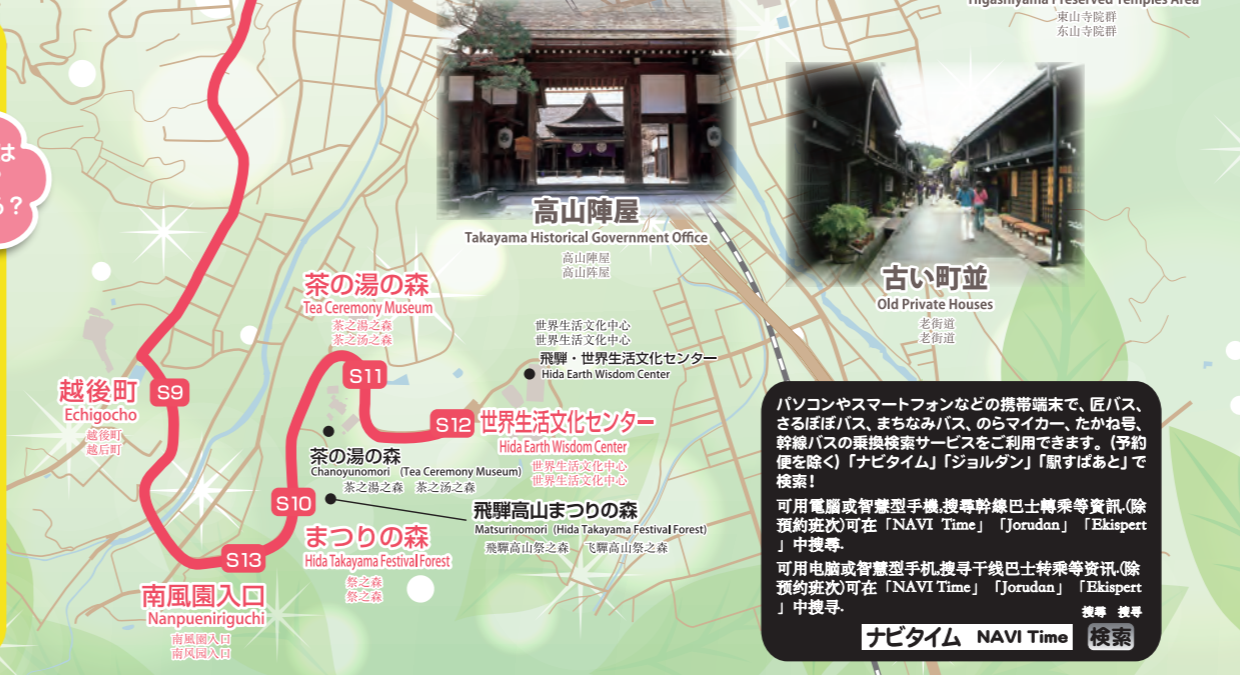 Higashiyama Preserved Temples Area
東山寺院群
东山寺院群
は
る?
高山陣屋
Takayama Historical Government Office
高山陣屋
高山阵屋
古い町並
Old Private Houses
老街道
老街道
茶の湯の森
Tea Ceremony Museum
茶之湯之森
茶之汤之森
S11
世界生活文化中心
世界生活文化中心
飛騨・世界生活文化センター
Hida Earth Wisdom Center
越後町
Echigocho
越後町
越后町
S9
S12
世界生活文化センター
Hida Earth Wisdom Center
世界生活文化中心
世界生活文化中心
茶の湯の森
Chanoyunomori (Tea Ceremony Museum)
茶之湯之森 茶之汤之森
S10
飛騨高山まつりの森
Matsurinomori (Hida Takayama Festival Forest)
飛驒高山祭之森 飞驒高山祭之森
まつりの森
Hida Takayama Festival Forest
祭之森
祭之森
S13
南風園入口
Nanpueniriguchi
南風園入口
南风园入口
パソコンやスマートフォンなどの携帯端末で、匠バス、
さるぼぼバス、まちなみバス、のらマイカー、たかね号、
幹線バスの乗換検索サービスをご利用できます。(予約
便を除く)「ナビタイム」「ジョルダン」「駅すぱあと」で
検索!
可用電腦或智慧型手機,搜尋幹線巴士轉乘等資訊.(除
預約班次)可在「NAVI Time」「Jorudan」「Ekispert
」中搜尋.
可用电脑或智慧型手机,搜寻干线巴士转乘等资讯.(除
預约班次)可在「NAVI Time」「Jorudan」「Ekispert
」中搜寻.
搜尋 搜寻
ナビタイム NAVI Time 検索